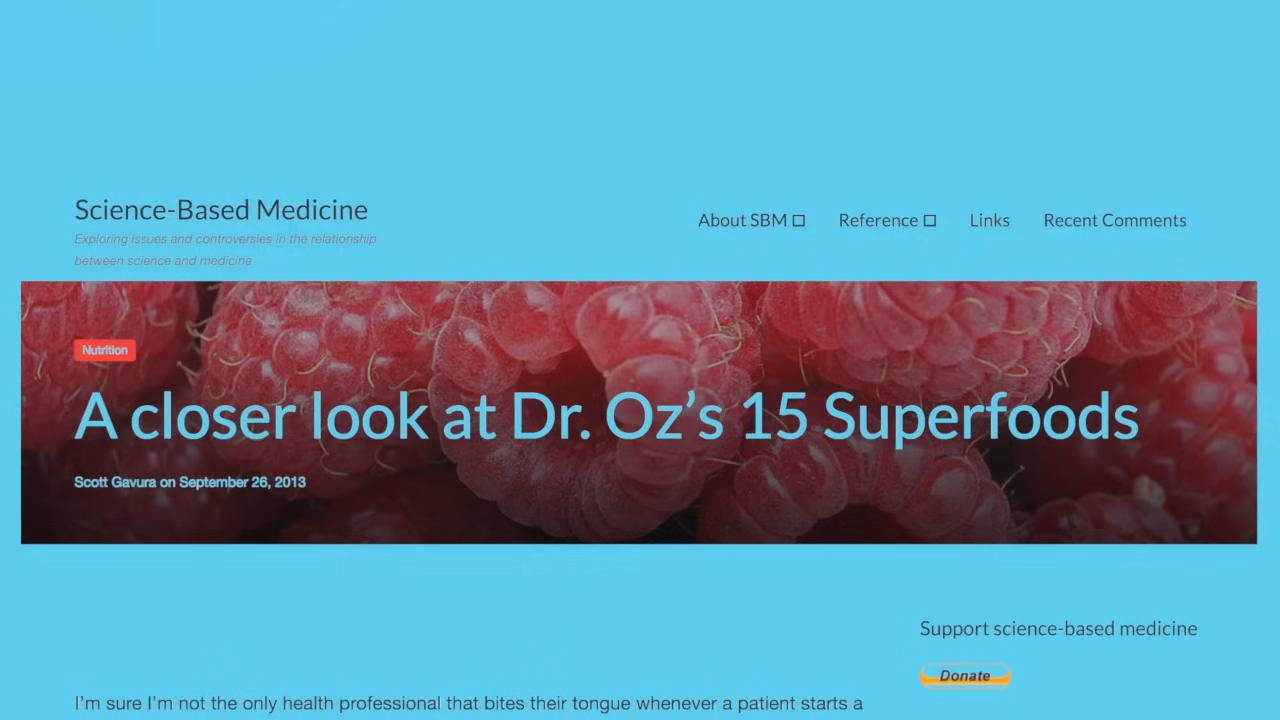 Science-Based Medicine
Exploring issues and controversies in the relationship
between science and medicine
About SBM Reference Links Recent Comments
Nutrition
A closer look at Dr. Oz’s 15 Superfoods
Scott Gavura on September 26, 2013
Support science-based medicine
Donate
I’m sure I’m not the only health professional that bites their tongue whenever a patient starts a